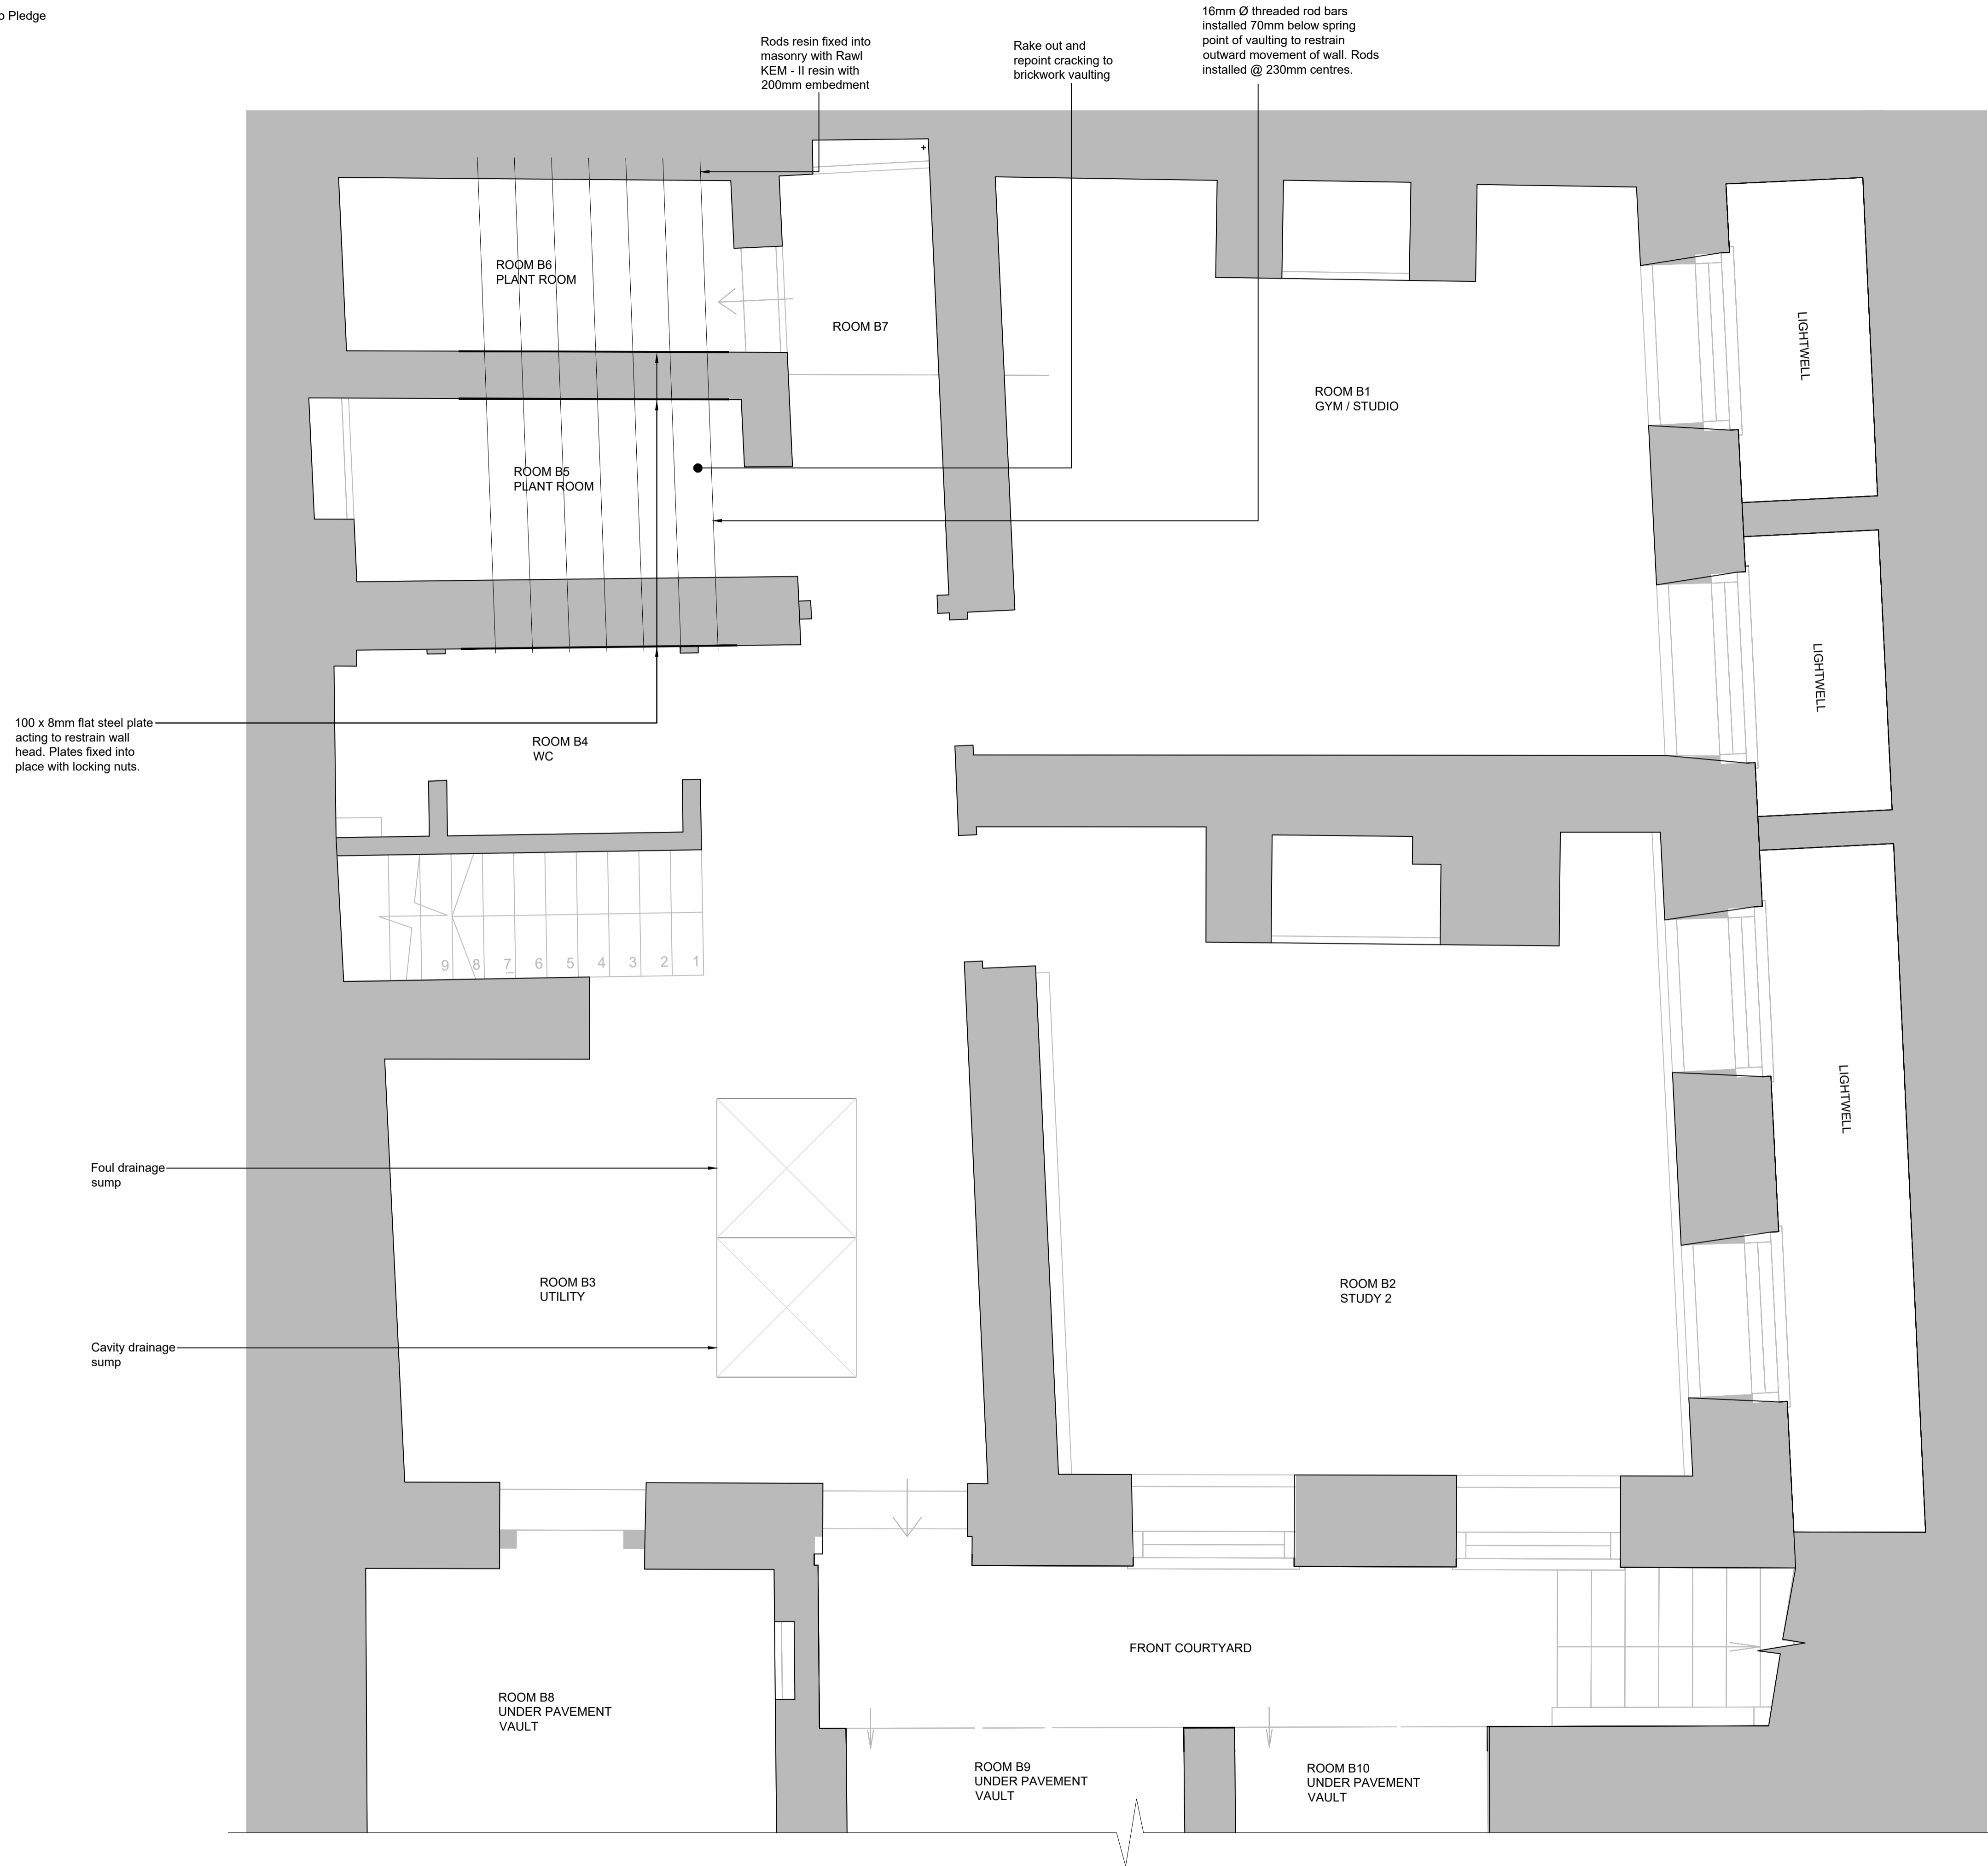 o Pledge
16mm Ø threaded rod bars
installed 70mm below spring
point of vaulting to restrain
outward movement of wall. Rods
installed @ 230mm centres.
Rods resin fixed into
masonry with Rawl
KEM - II resin with
200mm embedment
Rake out and
repoint cracking to
brickwork vaulting
ROOM B6
PLANT ROOM
ROOM B7
LIGHTWELL
ROOM B1
GYM / STUDIO
ROOM B5
PLANT ROOM
LIGHTWELL
100 x 8mm flat steel plate
acting to restrain wall
head. Plates fixed into
place with locking nuts.
ROOM B4
WC
9 8 7 6 5 4 3 2 1
LIGHTWELL
Foul drainage
sump
ROOM B3
UTILITY
ROOM B2
STUDY 2
Cavity drainage
sump
FRONT COURTYARD
ROOM B8
UNDER PAVEMENT
VAULT
ROOM B9
UNDER PAVEMENT
VAULT
ROOM B10
UNDER PAVEMENT
VAULT